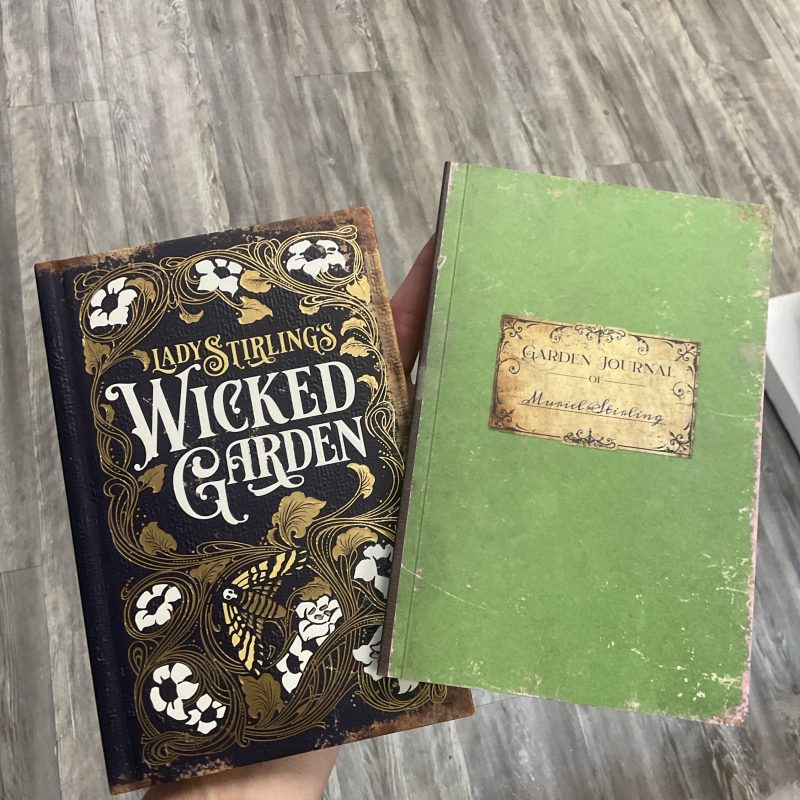 LADY STIRLING'S
WICKED
GARDEN
GARDEN JOURNAL
OF
Muriel Stirling